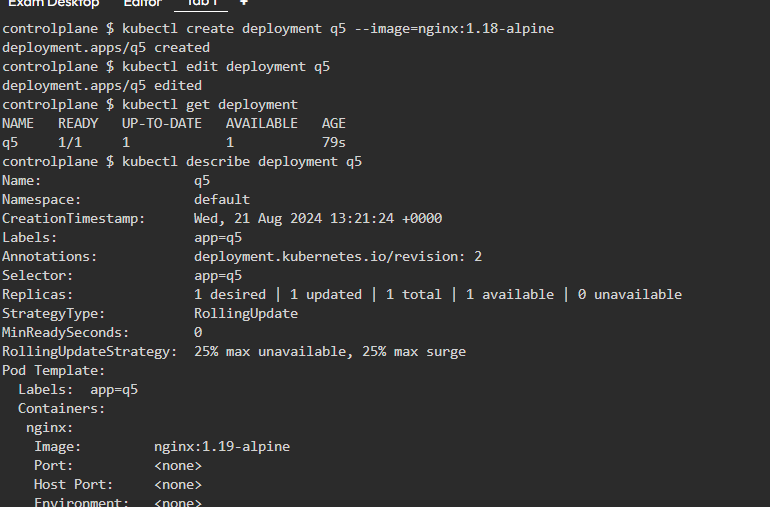 Exam Desktop Editor Tab 1 +
controlplane $ kubectl create deployment q5 --image=nginx:1.18-alpine
deployment.apps/q5 created
controlplane $ kubectl edit deployment q5
deployment.apps/q5 edited
controlplane $ kubectl get deployment
NAME   READY   UP-TO-DATE   AVAILABLE   AGE
q5     1/1     1            1           79s
controlplane $ kubectl describe deployment q5
Name:                   q5
Namespace:              default
CreationTimestamp:      Wed, 21 Aug 2024 13:21:24 +0000
Labels:                 app=q5
Annotations:            deployment.kubernetes.io/revision: 2
Selector:               app=q5
Replicas:               1 desired | 1 updated | 1 total | 1 available | 0 unavailable
StrategyType:           RollingUpdate
MinReadySeconds:        0
RollingUpdateStrategy:  25% max unavailable, 25% max surge
Pod Template:
  Labels:  app=q5
  Containers:
   nginx:
    Image:         nginx:1.19-alpine
    Port:          <none>
    Host Port:     <none>
    Environment:   <none>